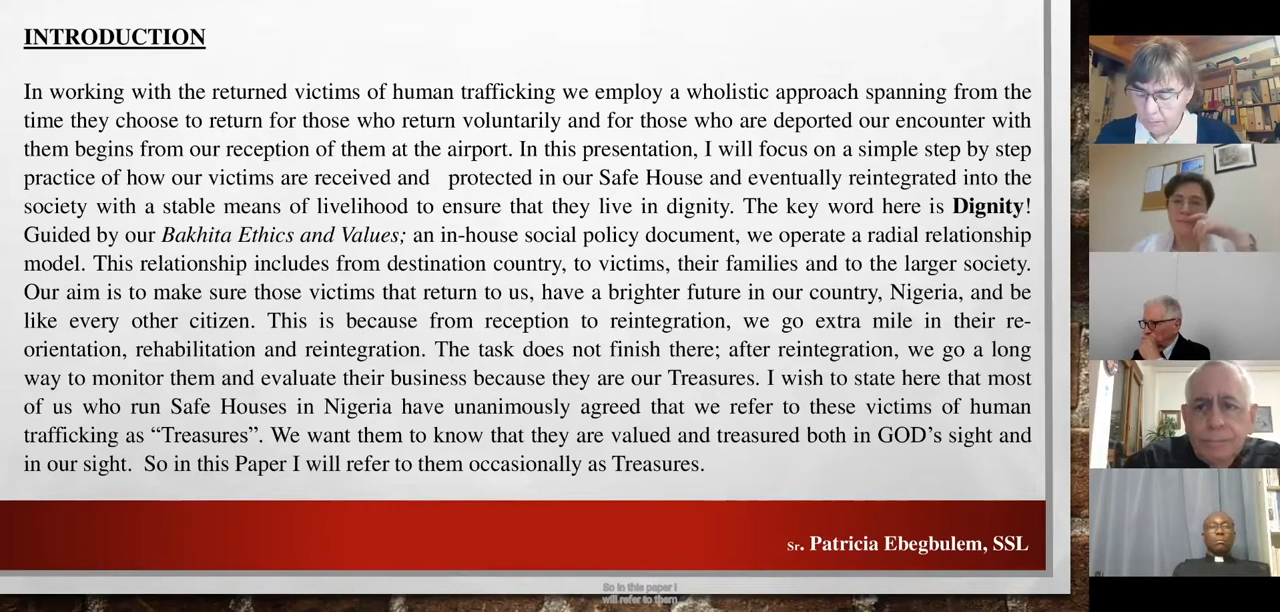 INTRODUCTION
In working with the returned victims of human trafficking we employ a wholistic approach spanning from the
time they choose to return for those who return voluntarily and for those who are deported our encounter with
them begins from our reception of them at the airport. In this presentation, I will focus on a simple step by step
practice of how our victims are received and protected in our Safe House and eventually reintegrated into the
society with a stable means of livelihood to ensure that they live in dignity. The key word here is Dignity!
Guided by our Bakhita Ethics and Values; an in-house social policy document, we operate a radial relationship
model. This relationship includes from destination country, to victims, their families and to the larger society.
Our aim is to make sure those victims that return to us, have a brighter future in our country, Nigeria, and be
like every other citizen. This is because from reception to reintegration, we go extra mile in their re-
orientation, rehabilitation and reintegration. The task does not finish there; after reintegration, we go a long
way to monitor them and evaluate their business because they are our Treasures. I wish to state here that most
of us who run Safe Houses in Nigeria have unanimously agreed that we refer to these victims of human
trafficking as “Treasures”. We want them to know that they are valued and treasured both in GOD’s sight and
in our sight. So in this Paper I will refer to them occasionally as Treasures.
Sr. Patricia Ebegbulem, SSL
So in this paper I
will refer to them